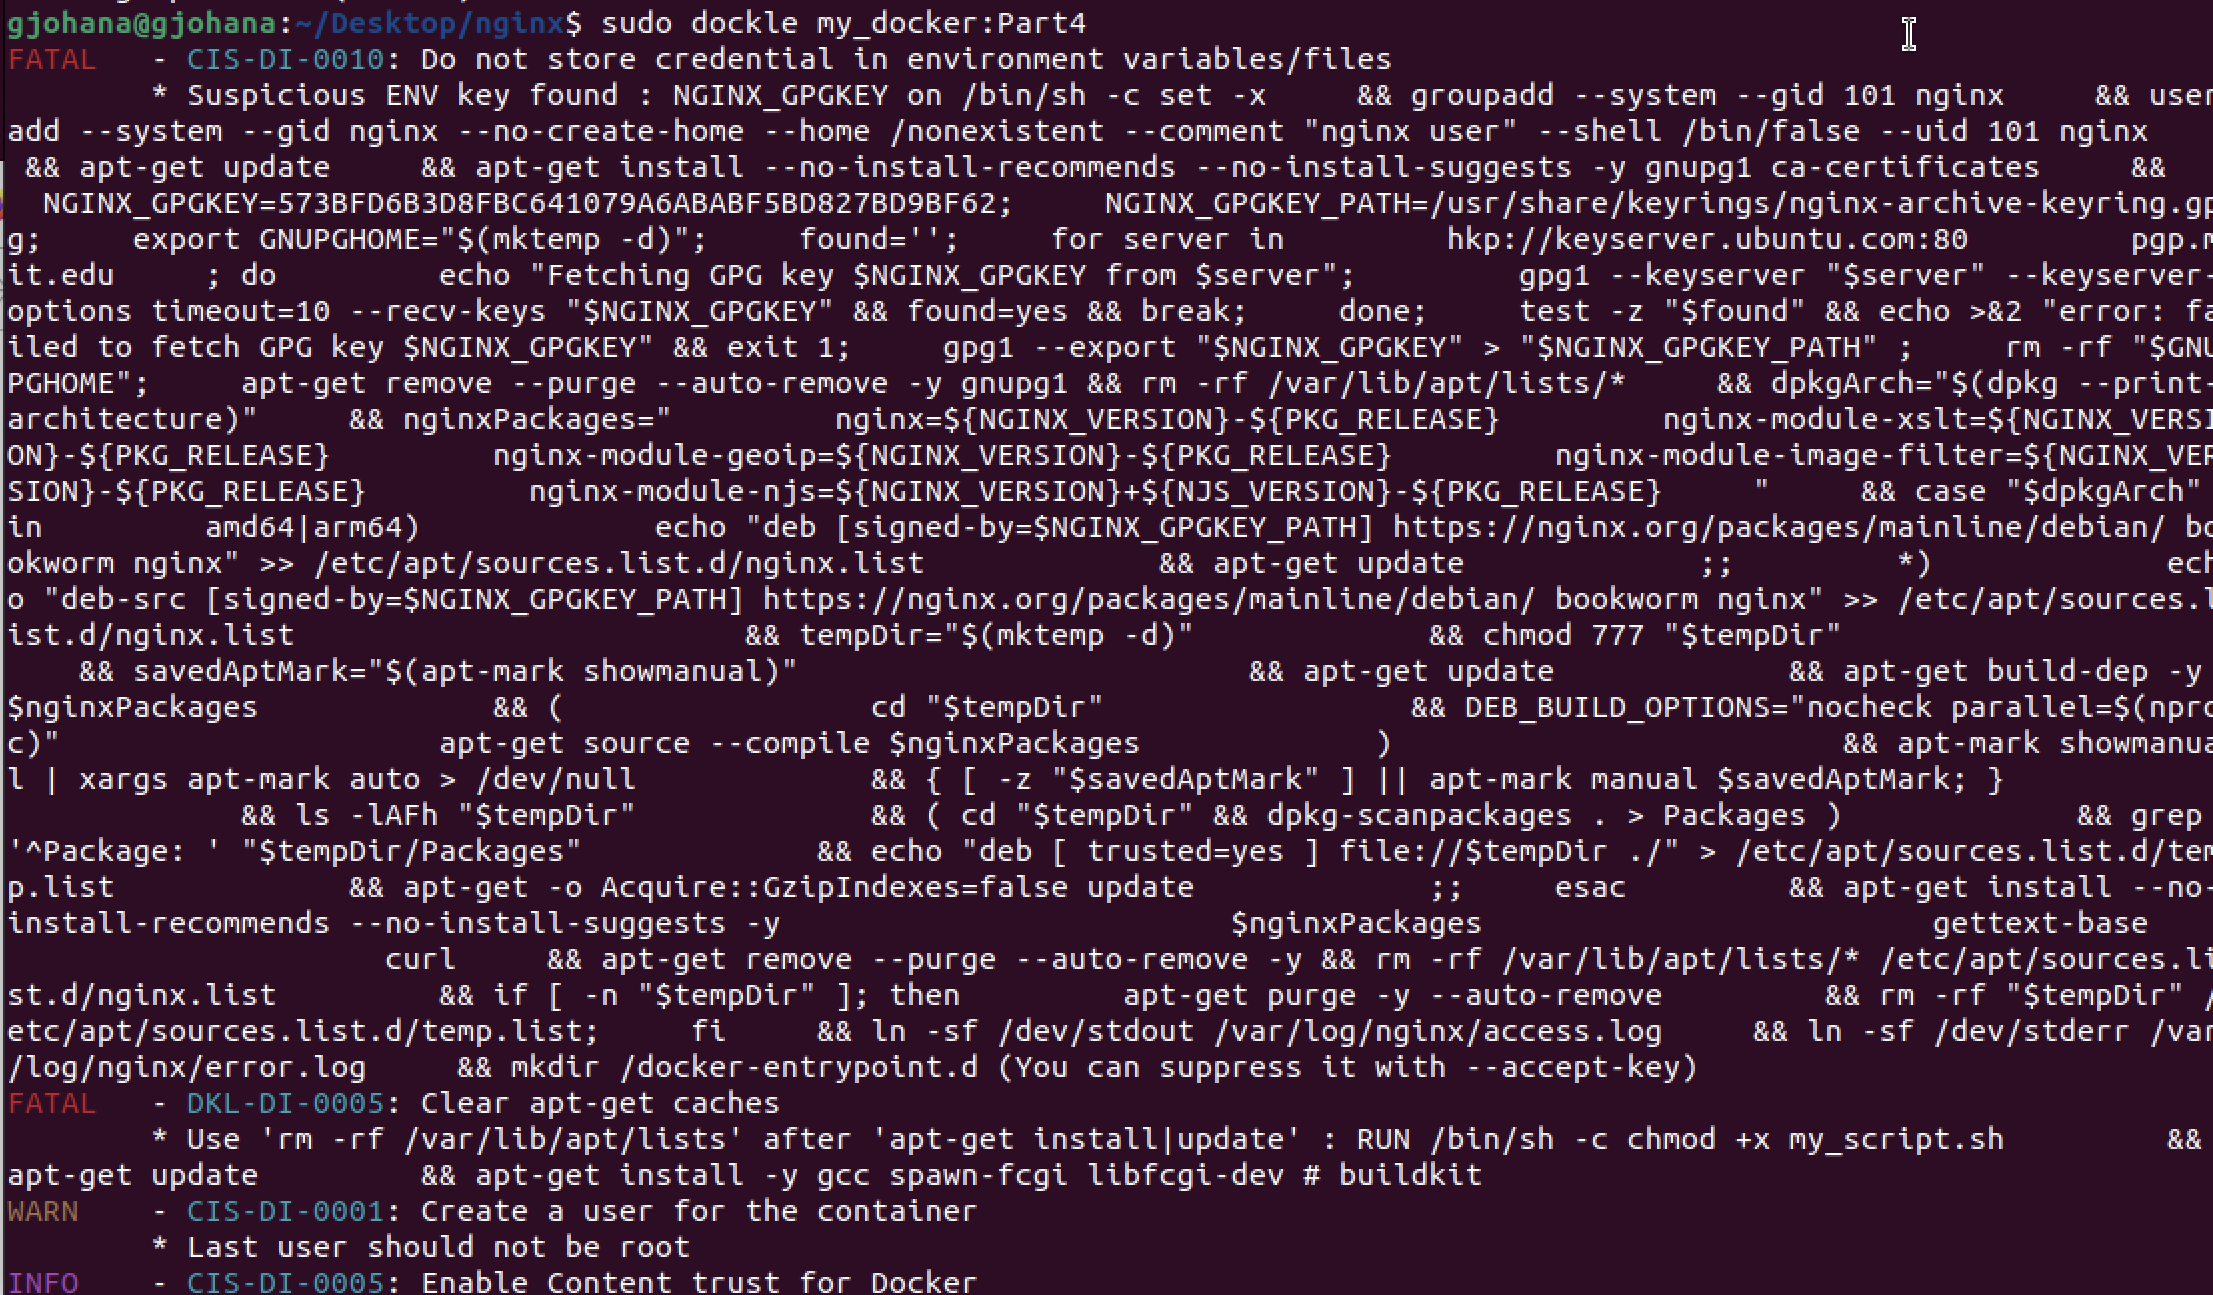 gjohana@gjohana:~/Desktop/nginx$ sudo dockle my_docker:Part4
FATAL - CIS-DI-0010: Do not store credential in environment variables/files
* Suspicious ENV key found : NGINX_GPGKEY on /bin/sh -c set -x && groupadd --system --gid 101 nginx && user
add --system --gid nginx --no-create-home --home /nonexistent --comment "nginx user" --shell /bin/false --uid 101 nginx
&& apt-get update && apt-get install --no-install-recommends --no-install-suggests -y gnupg1 ca-certificates &&
NGINX_GPGKEY=573BFD6B3D8FBC641079A6ABABF5BD827BD9BF62; NGINX_GPGKEY_PATH=/usr/share/keyrings/nginx-archive-keyring.gp
g; export GNUPGHOME="$(mktemp -d)"; found=''; for server in hkp://keyserver.ubuntu.com:80 pgp.m
it.edu ; do echo "Fetching GPG key $NGINX_GPGKEY from $server"; gpg1 --keyserver "$server" --keyserver-
options timeout=10 --recv-keys "$NGINX_GPGKEY" && found=yes && break; done; test -z "$found" && echo >&2 "error: fa
iled to fetch GPG key $NGINX_GPGKEY" && exit 1; gpg1 --export "$NGINX_GPGKEY" > "$NGINX_GPGKEY_PATH" ; rm -rf "$GNU
PGHOME"; apt-get remove --purge --auto-remove -y gnupg1 && rm -rf /var/lib/apt/lists/* && dpkgArch="$(dpkg --print-
architecture)" && nginxPackages=" nginx=${NGINX_VERSION}-${PKG_RELEASE} nginx-module-xslt=${NGINX_VERSI
ON}-${PKG_RELEASE} nginx-module-geoip=${NGINX_VERSION}-${PKG_RELEASE} nginx-module-image-filter=${NGINX_VER
SION}-${PKG_RELEASE} nginx-module-njs=${NGINX_VERSION}+${NJS_VERSION}-${PKG_RELEASE} " && case "$dpkgArch"
in amd64|arm64) echo "deb [signed-by=$NGINX_GPGKEY_PATH] https://nginx.org/packages/mainline/debian/ bo
okworm nginx" >> /etc/apt/sources.list.d/nginx.list && apt-get update ;; *) ech
o "deb-src [signed-by=$NGINX_GPGKEY_PATH] https://nginx.org/packages/mainline/debian/ bookworm nginx" >> /etc/apt/sources.l
ist.d/nginx.list && tempDir="$(mktemp -d)" && chmod 777 "$tempDir"
&& savedAptMark="$(apt-mark showmanual)" && apt-get update && apt-get build-dep -y
$nginxPackages && ( cd "$tempDir" && DEB_BUILD_OPTIONS="nocheck parallel=$(npro
c)" apt-get source --compile $nginxPackages ) && apt-mark showmanua
l | xargs apt-mark auto > /dev/null && { [ -z "$savedAptMark" ] || apt-mark manual $savedAptMark; }
&& ls -lAFh "$tempDir" && ( cd "$tempDir" && dpkg-scanpackages . > Packages ) && grep
'^Package: ' "$tempDir/Packages" && echo "deb [ trusted=yes ] file://$tempDir ./" > /etc/apt/sources.list.d/tem
p.list && apt-get -o Acquire::GzipIndexes=false update ;; esac && apt-get install --no-
install-recommends --no-install-suggests -y $nginxPackages gettext-base
curl && apt-get remove --purge --auto-remove -y && rm -rf /var/lib/apt/lists/* /etc/apt/sources.li
st.d/nginx.list && if [ -n "$tempDir" ]; then apt-get purge -y --auto-remove && rm -rf "$tempDir" /
etc/apt/sources.list.d/temp.list; fi && ln -sf /dev/stdout /var/log/nginx/access.log && ln -sf /dev/stderr /var
/log/nginx/error.log && mkdir /docker-entrypoint.d (You can suppress it with --accept-key)
FATAL - DKL-DI-0005: Clear apt-get caches
* Use 'rm -rf /var/lib/apt/lists' after 'apt-get install|update' : RUN /bin/sh -c chmod +x my_script.sh &&
apt-get update && apt-get install -y gcc spawn-fcgi libfcgi-dev # buildkit
WARN - CIS-DI-0001: Create a user for the container
* Last user should not be root
INFO - CIS-DI-0005: Enable Content trust for Docker